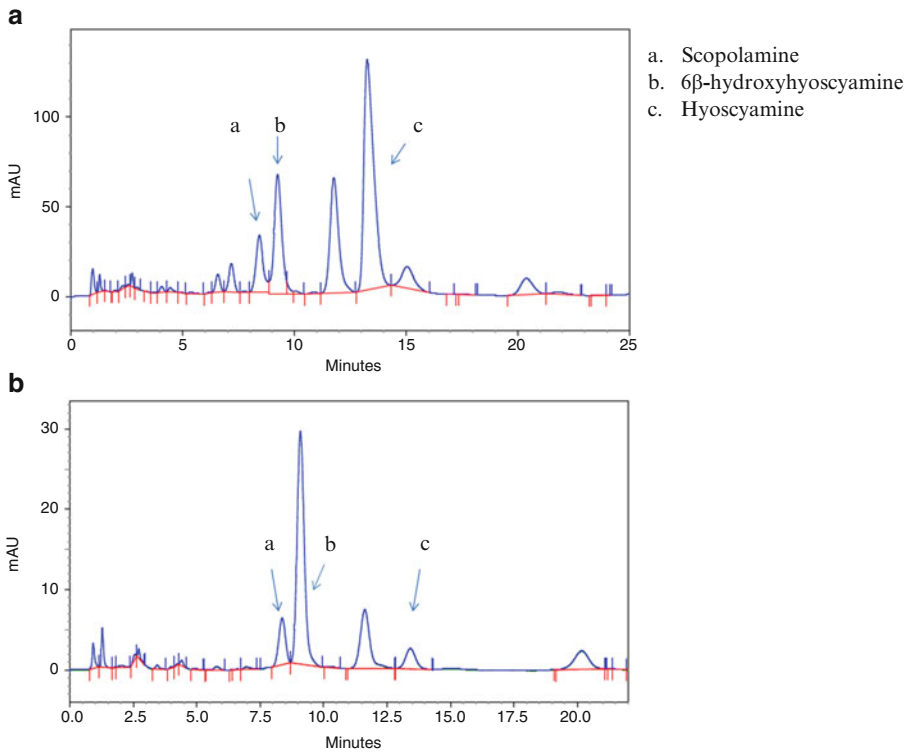 a
a. Scopolamine
b. 6β-hydroxyhyoscyamine
c. Hyoscyamine
100
50
0
mAU
a b c
0 5 10 15 20 25
Minutes
b
30
20
10
0
mAU
a b c
0.0 2.5 5.0 7.5 10.0 12.5 15.0 17.5 20.0
Minutes